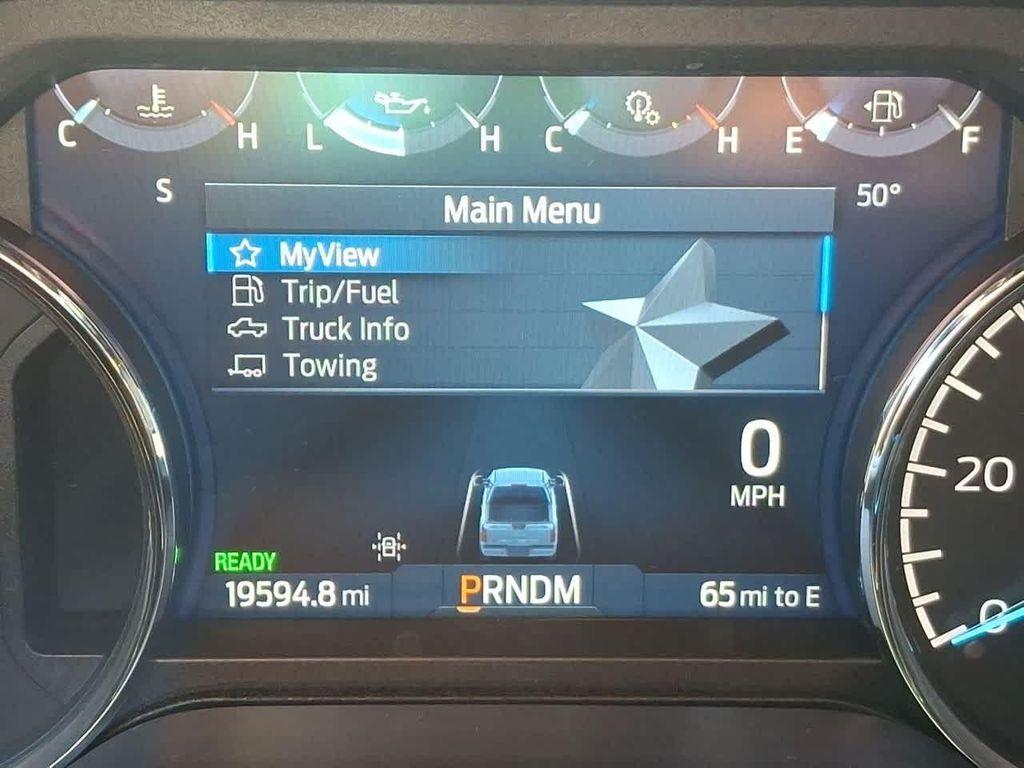 C H L H C H E F
S
50°
Main Menu
MyView
Trip/Fuel
Truck Info
Towing
0
MPH
20
READY
19594.8 mi
PRNDM
65 mi to E
0